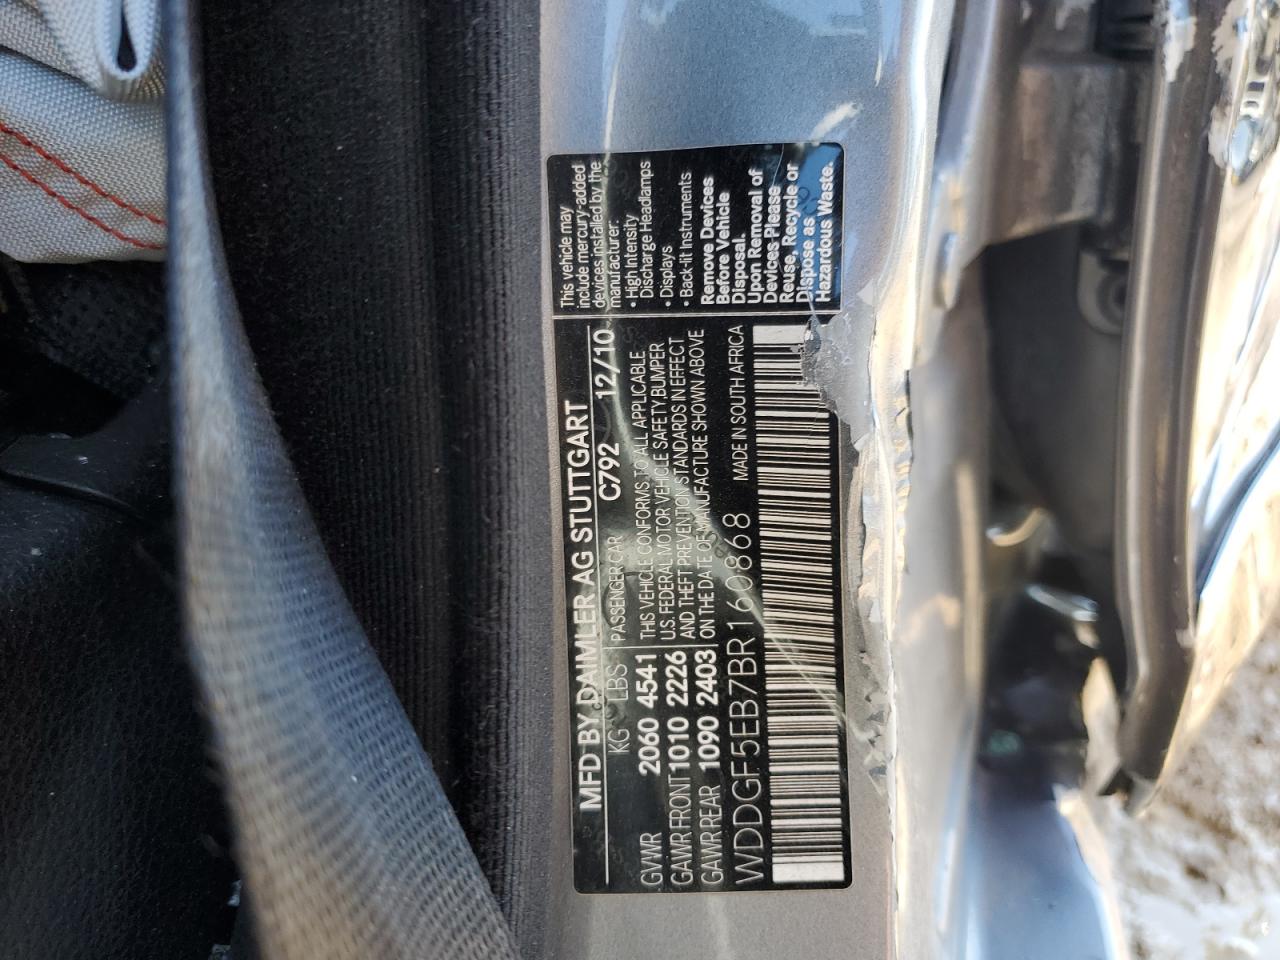 MFD BY DAIMLER AG STUTTGART
KG LBS PASSENGER CAR C792 12/10
GVWR 2060 4541 THIS VEHICLE CONFORMS TO ALL APPLICABLE
GAWR FRONT 1010 2226 U.S. FEDERAL MOTOR VEHICLE SAFETY, BUMPER
AND THEFT PREVENTION STANDARDS IN EFFECT
GAWR REAR 1090 2403 ON THE DATE OF MANUFACTURE SHOWN ABOVE
WDDGF5EB7BR160868 MADE IN SOUTH AFRICA
This vehicle may
include mercury-added
devices installed by the
manufacturer:
• High Intensity
Discharge Headlamps
• Displays
• Back-lit Instruments
Remove Devices
Before Vehicle
Disposal.
Upon Removal of
Devices Please
Reuse, Recycle or
Dispose as
Hazardous Waste.